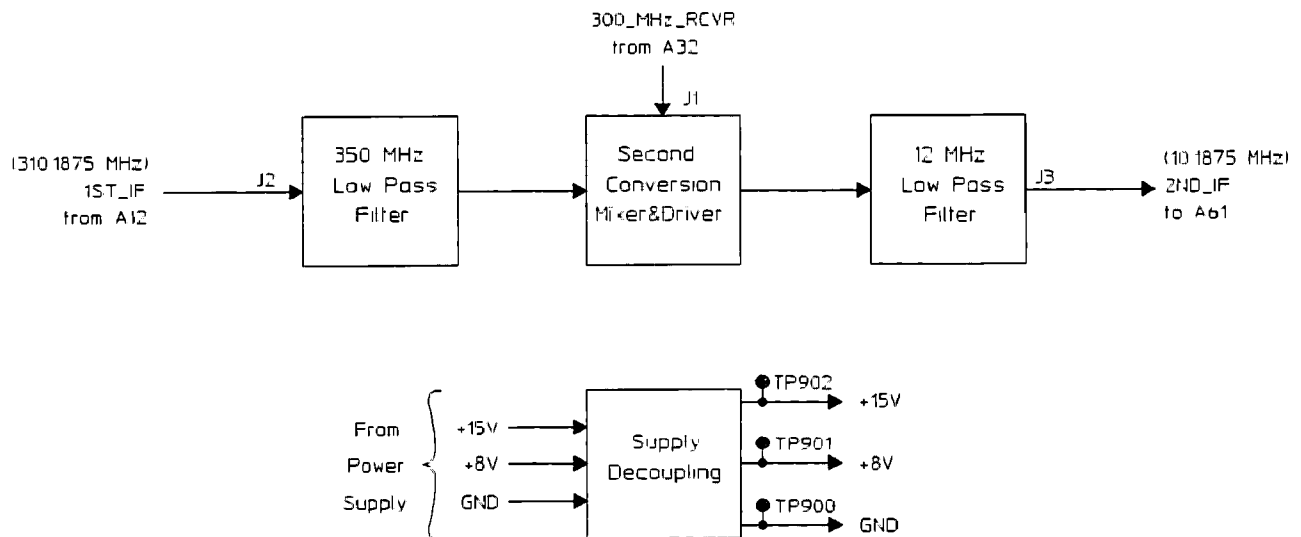 300_MHz_RCVR
from A32
J1
(310.1875 MHz)
1ST_IF
from A12
J2
350 MHz
Low Pass
Filter
Second
Conversion
Mixer&Driver
12 MHz
Low Pass
Filter
J3
(10.1875 MHz)
2ND_IF
to A61
From
Power
Supply
+15V
+8V
GND
Supply
Decoupling
TP902
+15V
TP901
+8V
TP900
GND